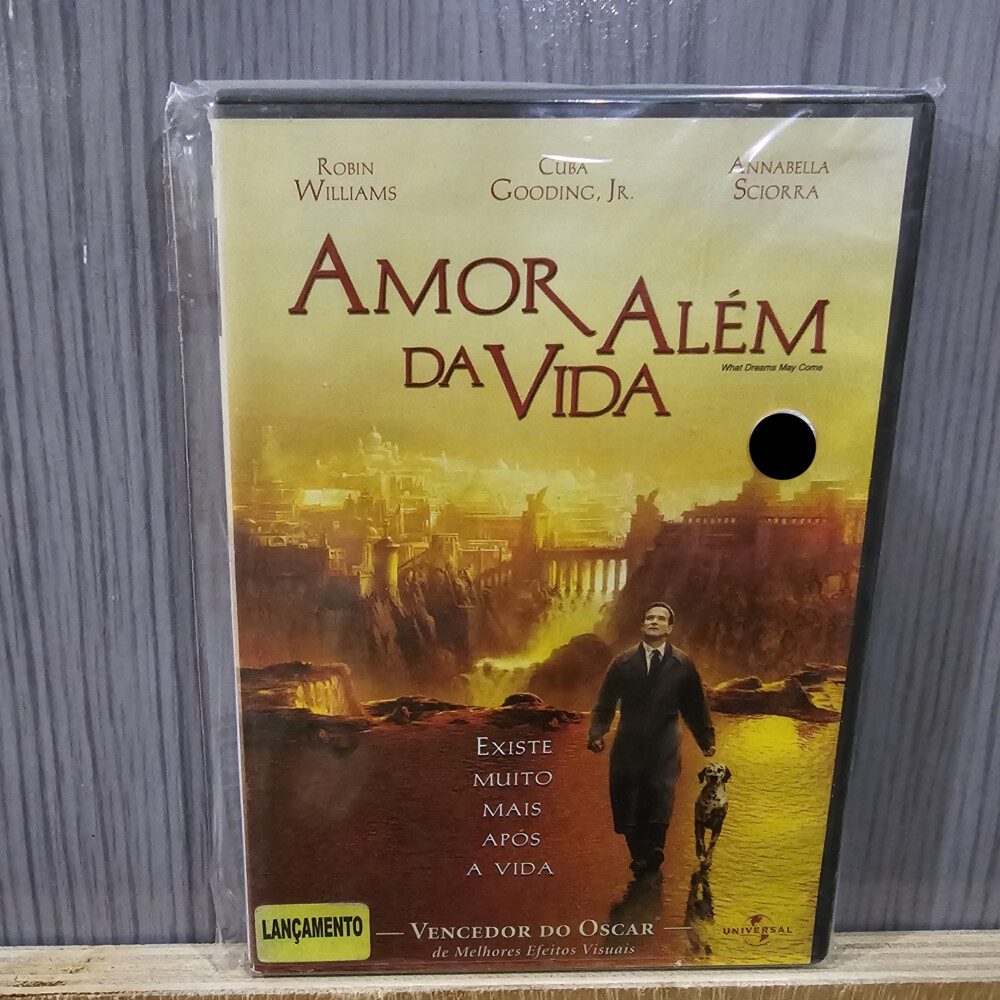 ROBIN
WILLIAMS
CUBA
GOODING, JR.
ANNABELLA
SCIORRA
AMOR ALÉM
DA VIDA
What Dreams May Come
EXISTE
MUITO
MAIS
APÓS
A VIDA
LANÇAMENTO
— VENCEDOR DO OSCAR® —
de Melhores Efeitos Visuais
UNIVERSAL